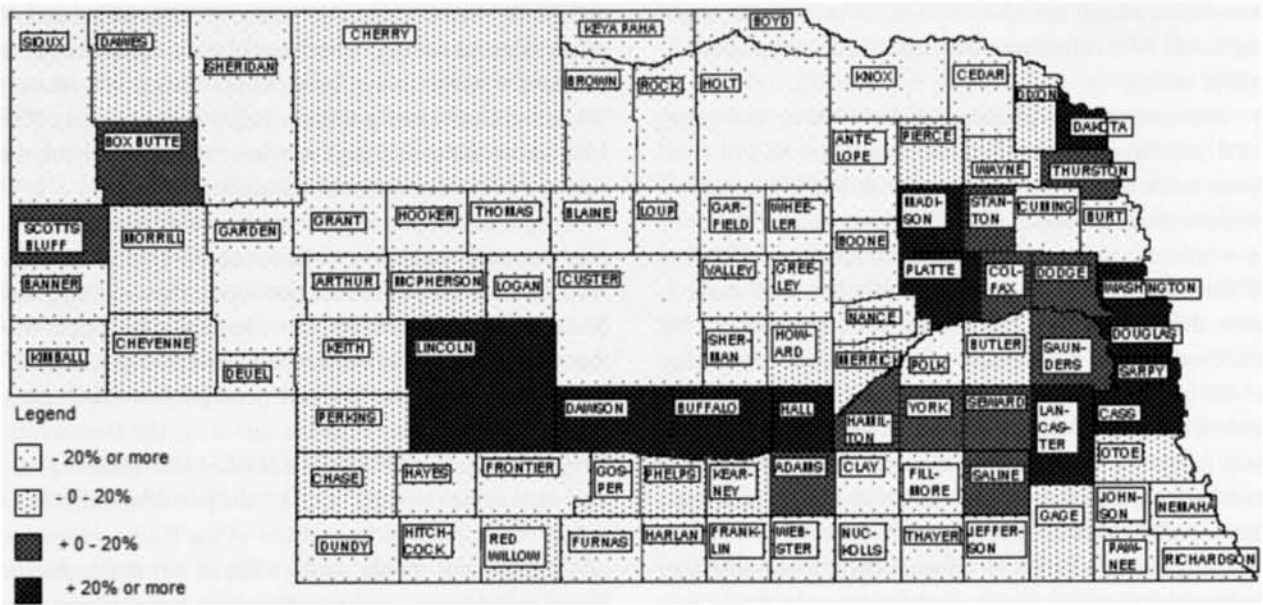 BOYD
KEYA PAHA
SIOUX
DAWES
CHERRY
SHERIDAN
BROWN
ROCK
HOLT
KNOX
CEDAR
DIXON
DAKOTA
BOX BUTTE
ANTE-
LOPE
PIERCE
WAYNE
THURSTON
SCOTTS
BLUFF
MORRILL
GARDEN
GRANT
HOOKER
THOMAS
BLAINE
LOUP
GAR-
FIELD
WHEE-
LER
BOONE
MADI-
SON
STAN-
TON
CUMING
BURT
BANNER
ARTHUR
MCPHERSON
LOGAN
CUSTER
VALLEY
GREE-
LEY
PLATTE
COL-
FAX
DODGE
WASHINGTON
NANCE
KIMBALL
CHEYENNE
DEUEL
KEITH
LINCOLN
SHER-
MAN
HOW-
ARD
MERRICK
POLK
BUTLER
SAUN-
DERS
DOUGLAS
SARPY
PERKINS
DAWSON
BUFFALO
HALL
HAMIL-
TON
YORK
SEWARD
LAN-
CASTER
CASS
OTOE
CHASE
HAYES
FRONTIER
GOS-
PER
PHELPS
KEAR-
NEY
ADAMS
CLAY
FILL-
MORE
SALINE
GAGE
JOHN-
SON
NEMAHA
DUNDY
HITCH-
COCK
RED
WILLOW
FURNAS
HARLAN
FRANK-
LIN
WEB-
STER
NUC-
KOLLS
THAYER
JEFFER-
SON
PAW-
NEE
RICHARDSON
Legend
- 20% or more
- 0 - 20%
+ 0 - 20%
+ 20% or more